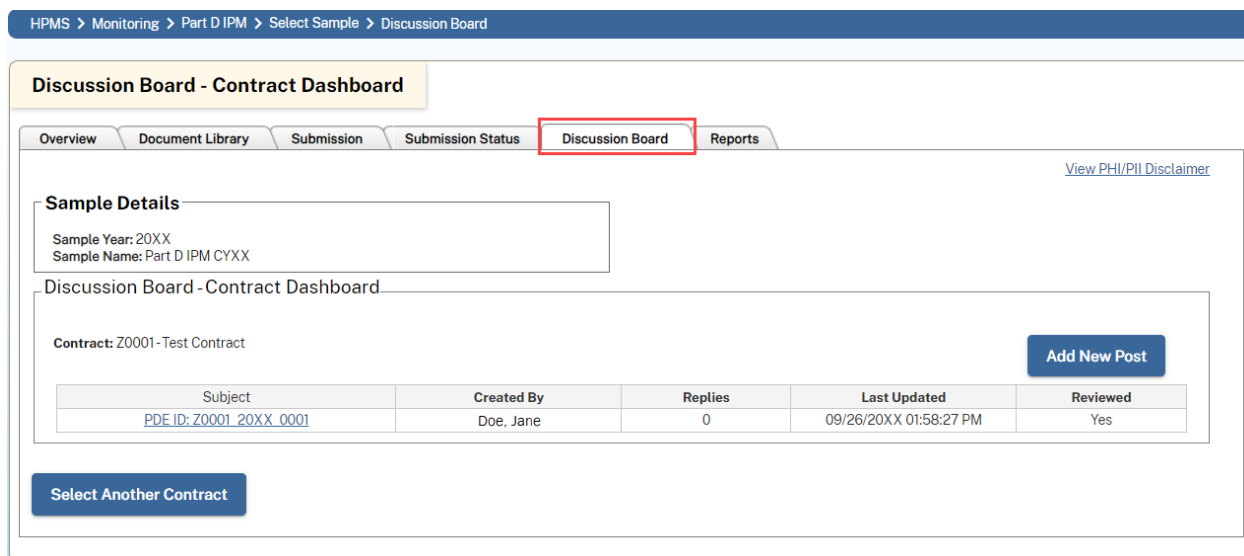 HPMS > Monitoring > Part D IPM > Select Sample > Discussion Board
Discussion Board - Contract Dashboard
Overview Document Library Submission Submission Status Discussion Board Reports
View PHI/PII Disclaimer
Sample Details
Sample Year: 20XX
Sample Name: Part D IPM CYXX
Discussion Board - Contract Dashboard
Contract: Z0001 - Test Contract
Add New Post
Subject Created By Replies Last Updated Reviewed
PDE ID: Z0001_20XX_0001 Doe, Jane 0 09/26/20XX 01:58:27 PM Yes
Select Another Contract